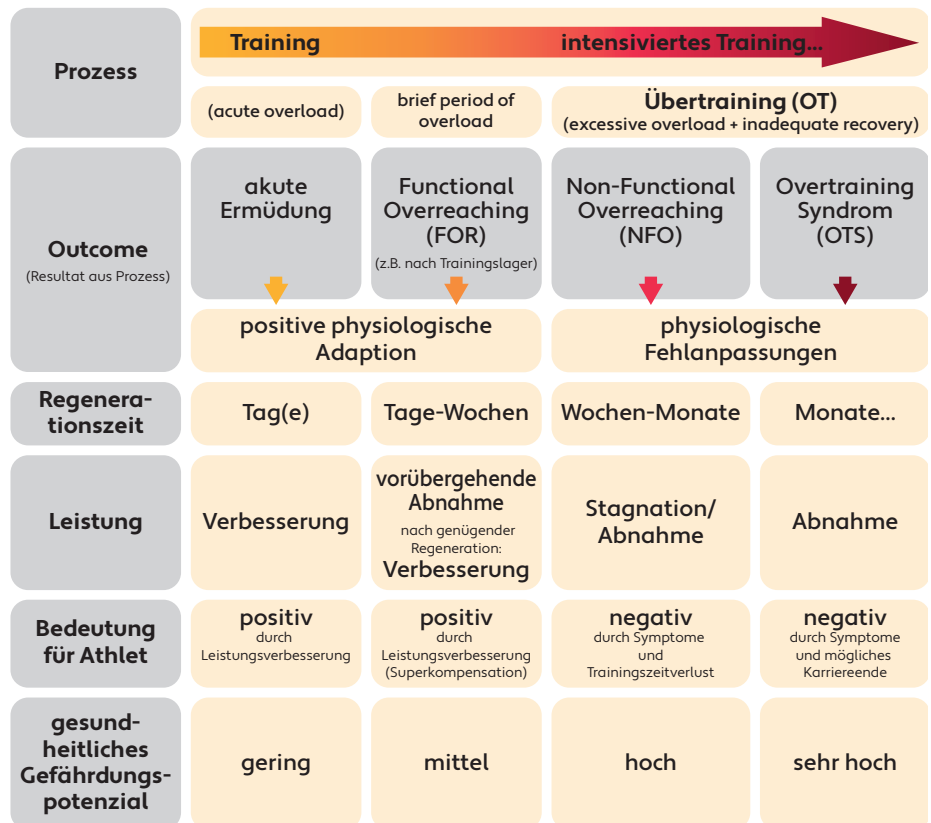 Prozess
Training
intensiviertes Training...
(acute overload)
brief period of
overload
Übertraining (OT)
(excessive overload + inadequate recovery)
Outcome
(Resultat aus Prozess)
akute
Ermüdung
Functional
Overreaching
(FOR)
(z.B. nach Trainingslager)
Non-Functional
Overreaching
(NFO)
Overtraining
Syndrom
(OTS)
positive physiologische
Adaption
physiologische
Fehlanpassungen
Regenera-
tionszeit
Tag(e)
Tage-Wochen
Wochen-Monate
Monate...
Leistung
Verbesserung
vorübergehende
Abnahme
nach genügender
Regeneration:
Verbesserung
Stagnation/
Abnahme
Abnahme
Bedeutung
für Athlet
positiv
durch
Leistungsverbesserung
positiv
durch
Leistungsverbesserung
(Superkompensation)
negativ
durch Symptome
und
Trainingszeitverlust
negativ
durch Symptome
und mögliches
Karriereende
gesund-
heitliches
Gefährdungs-
potenzial
gering
mittel
hoch
sehr hoch